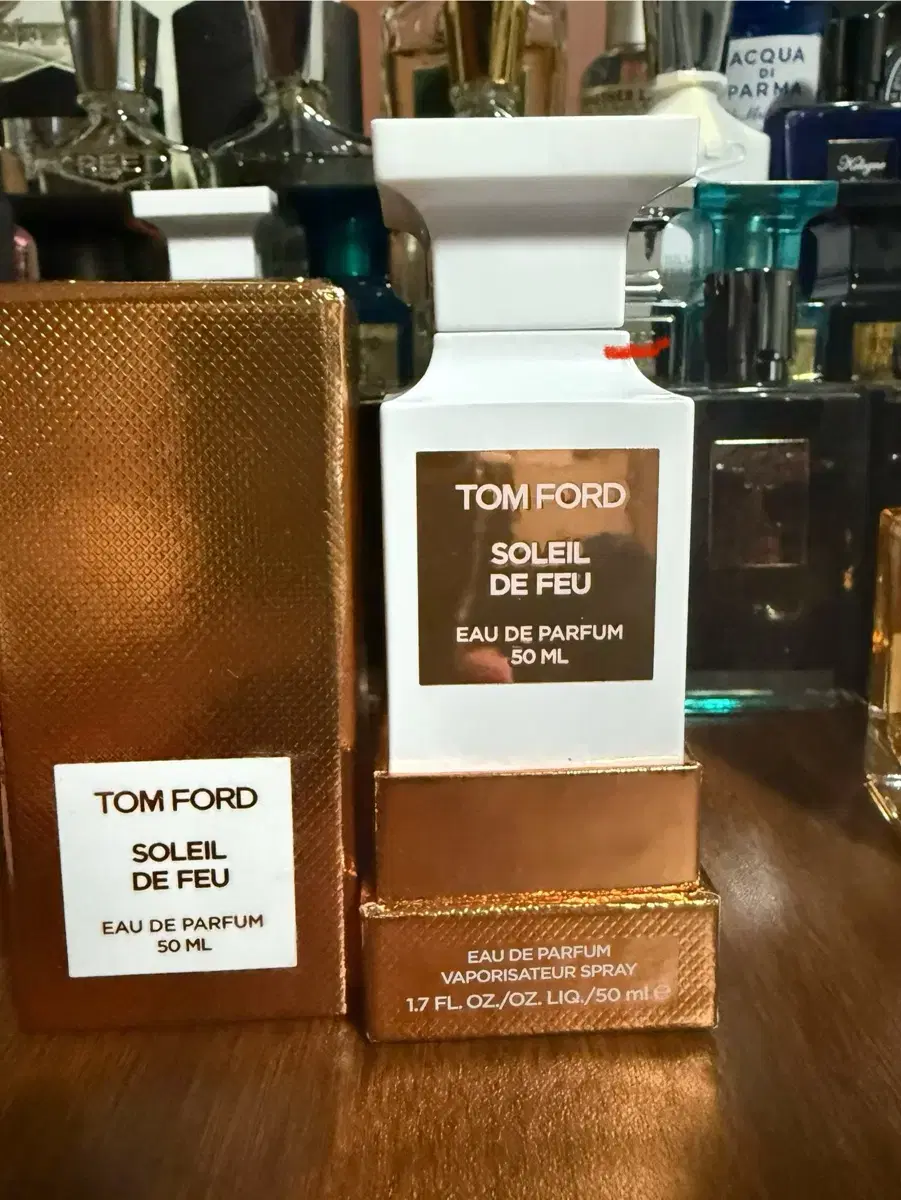 CREED
ACQUA
DI
PARMA
TOM FORD
SOLEIL
DE FEU
EAU DE PARFUM
50 ML
TOM FORD
SOLEIL
DE FEU
EAU DE PARFUM
50 ML
EAU DE PARFUM
VAPORISATEUR SPRAY
1.7 FL. OZ./OZ. LIQ./50 ml ℮